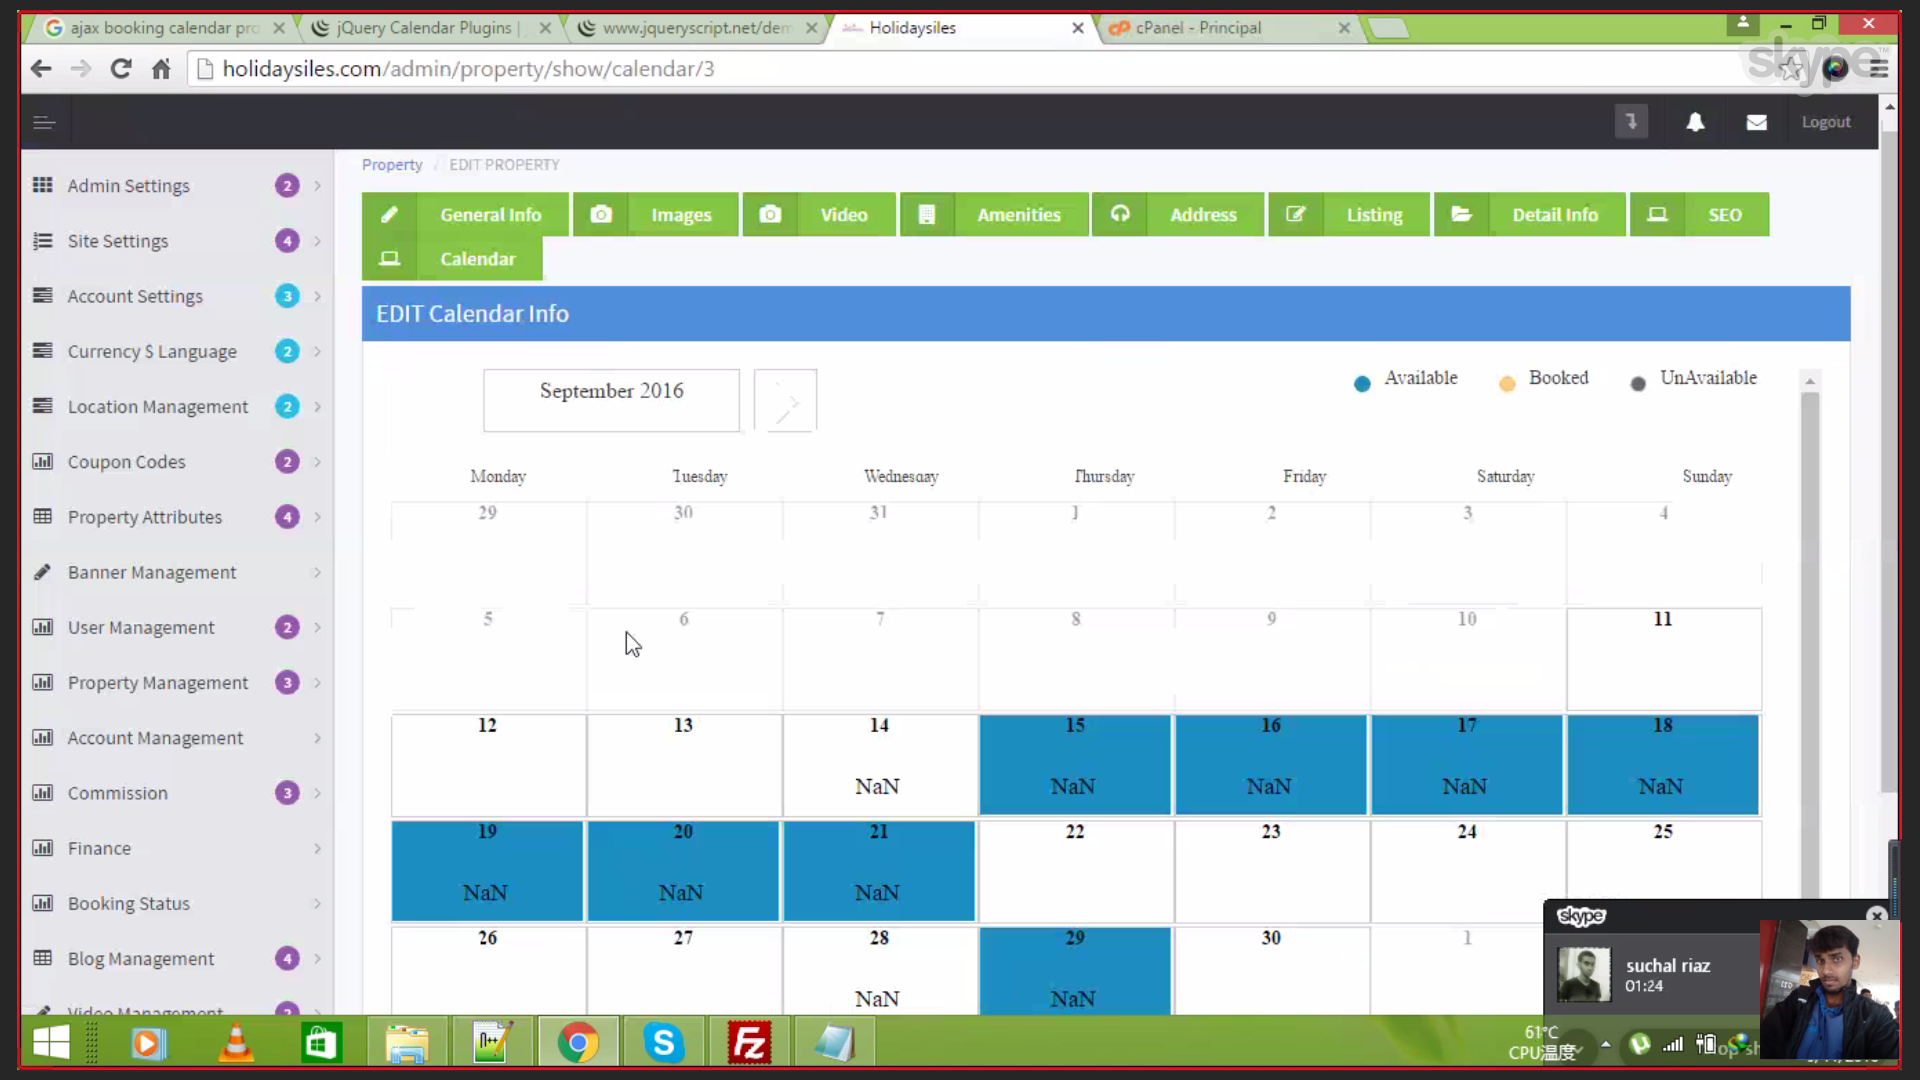 ajax booking calendar pro
jQuery Calendar Plugins |
www.jqueryscript.net/dem
Holidaysiles
cPanel - Principal
holidaysiles.com/admin/property/show/calendar/3
skype™
Logout
Property / EDIT PROPERTY
General Info
Images
Video
Amenities
Address
Listing
Detail Info
SEO
Calendar
EDIT Calendar Info
Admin Settings 2
Site Settings 4
Account Settings 3
Currency $ Language 2
Location Management 2
Coupon Codes 2
Property Attributes 4
Banner Management
User Management 2
Property Management 3
Account Management
Commission 3
Finance
Booking Status
Blog Management 4
Video Management
September 2016
Available
Booked
UnAvailable
Monday Tuesday Wednesday Thursday Friday Saturday Sunday
29 30 31 1 2 3 4
5 6 7 8 9 10 11
12 13 14 15 16 17 18
NaN NaN NaN NaN NaN
19 20 21 22 23 24 25
NaN NaN NaN
26 27 28 29 30 1
NaN NaN
skype
suchal riaz
01:24
61°C
CPU温度